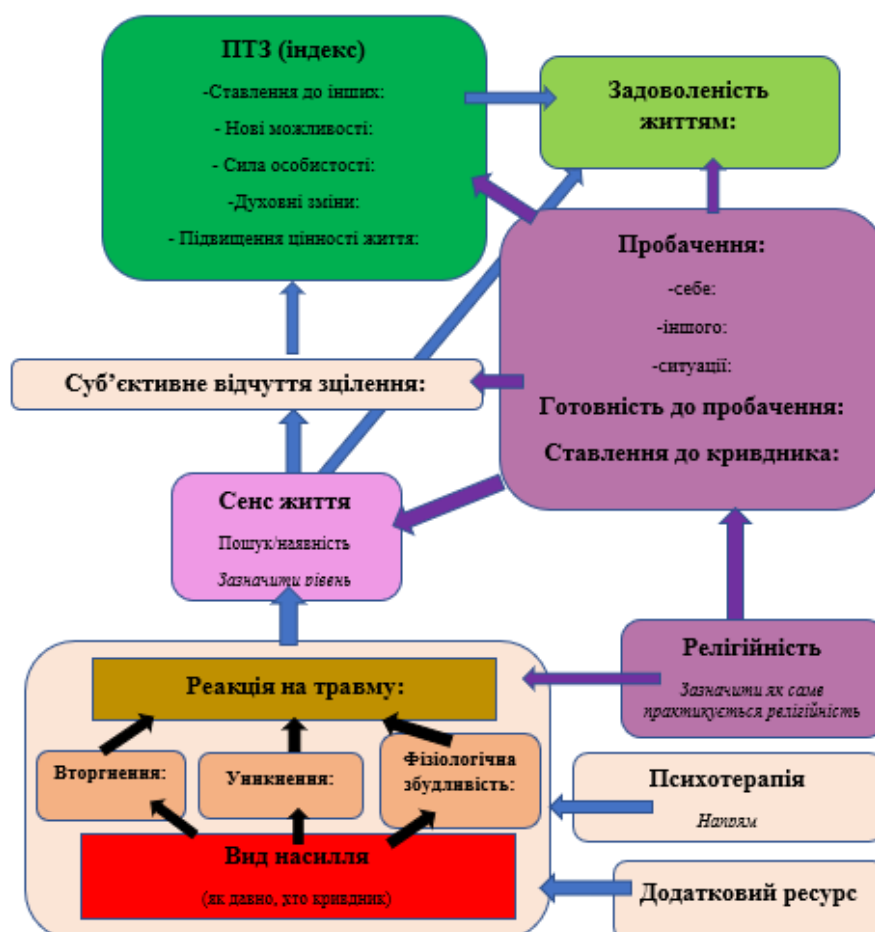 ПТЗ (індекс)
-Ставлення до інших:
- Нові можливості:
- Сила особистості:
-Духовні зміни:
- Підвищення цінності життя:
Задоволеність
життям:
Пробачення:
-себе:
-іншого:
-ситуації:
Готовність до пробачення:
Ставлення до кривдника:
Суб’єктивне відчуття зцілення:
Сенс життя
Пошук/наявність
Зазначити рівень
Релігійність
Зазначити як саме
практикується релігійність
Реакція на травму:
Вторгнення:
Уникнення:
Фізіологічна
збудливість:
Психотерапія
Напрям
Вид насилля
(як давно, хто кривдних)
Додатковий ресурс